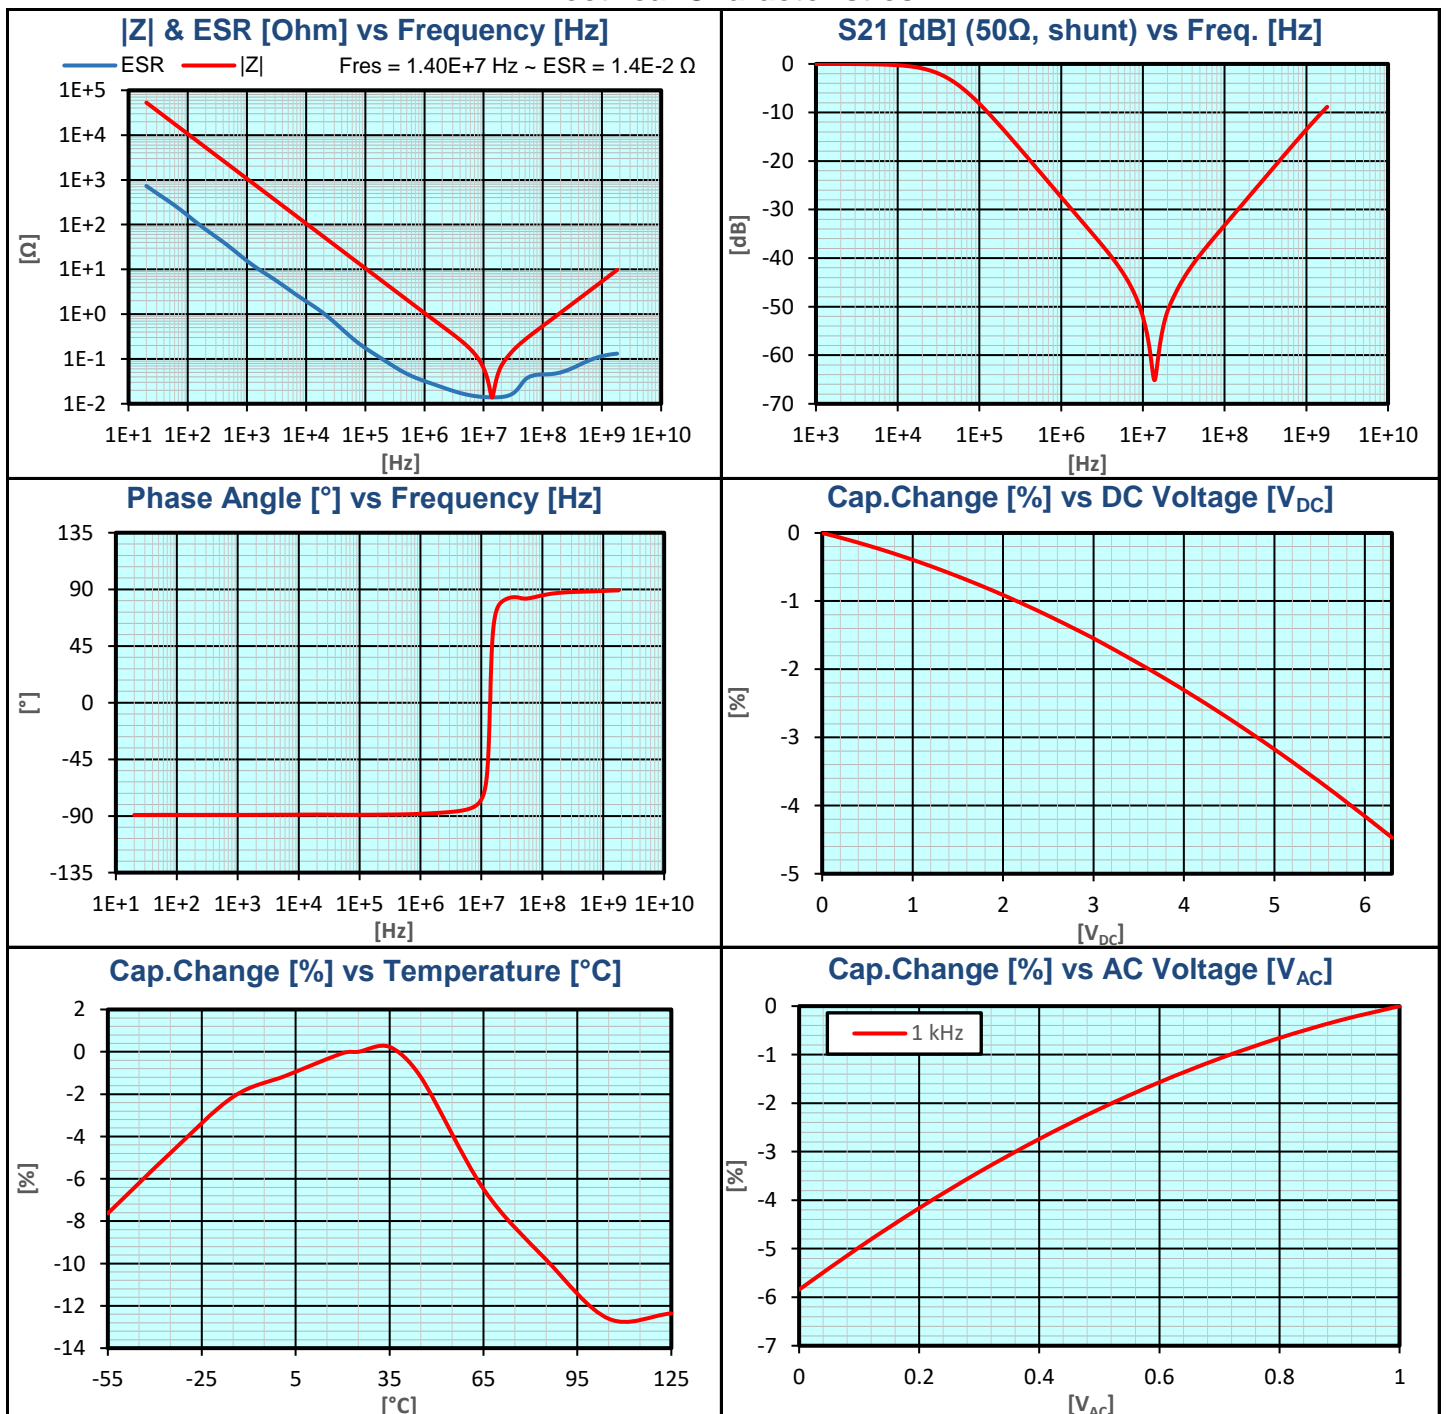 |Z| & ESR [Ohm] vs Frequency [Hz]
ESR |Z| Fres = 1.40E+7 Hz ~ ESR = 1.4E-2 Ω
1E+5
1E+4
1E+3
1E+2
1E+1
1E+0
1E-1
1E-2
[Ω]
1E+1 1E+2 1E+3 1E+4 1E+5 1E+6 1E+7 1E+8 1E+9 1E+10
[Hz]
S21 [dB] (50Ω, shunt) vs Freq. [Hz]
0
-10
-20
-30
-40
-50
-60
-70
[dB]
1E+3 1E+4 1E+5 1E+6 1E+7 1E+8 1E+9 1E+10
[Hz]
Phase Angle [°] vs Frequency [Hz]
135
90
45
0
-45
-90
-135
[°]
1E+1 1E+2 1E+3 1E+4 1E+5 1E+6 1E+7 1E+8 1E+9 1E+10
[Hz]
Cap.Change [%] vs DC Voltage [VDC]
0
-1
-2
-3
-4
-5
[%]
0 1 2 3 4 5 6
[VDC]
Cap.Change [%] vs Temperature [°C]
2
0
-2
-4
-6
-8
-10
-12
-14
[%]
-55 -25 5 35 65 95 125
[°C]
Cap.Change [%] vs AC Voltage [VAC]
1 kHz
0
-1
-2
-3
-4
-5
-6
-7
[%]
0 0.2 0.4 0.6 0.8 1
[VAC]